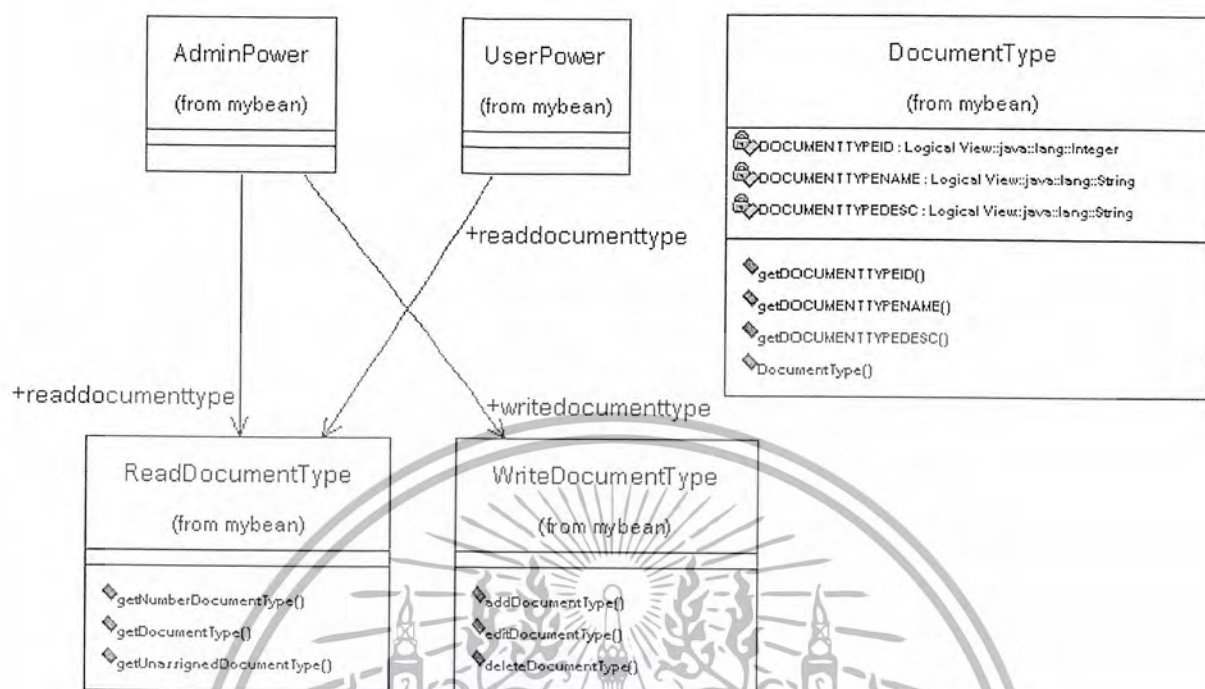 AdminPower
(from mybean)
UserPower
(from mybean)
DocumentType
(from mybean)
DOCUMENTTYPEID : Logical View::java::lang::Integer
DOCUMENTTYPENAME : Logical View::java::lang::String
DOCUMENTTYPEDESC : Logical View::java::lang::String
getDOCUMENTTYPEID()
getDOCUMENTTYPENAME()
getDOCUMENTTYPEDESC()
DocumentType()
+readdocumenttype
+readdocumenttype
+writedocumenttype
ReadDocumentType
(from mybean)
getNumberDocumentType()
getDocumentType()
getUnassignedDocumentType()
WriteDocumentType
(from mybean)
addDocumentType()
editDocumentType()
deleteDocumentType()